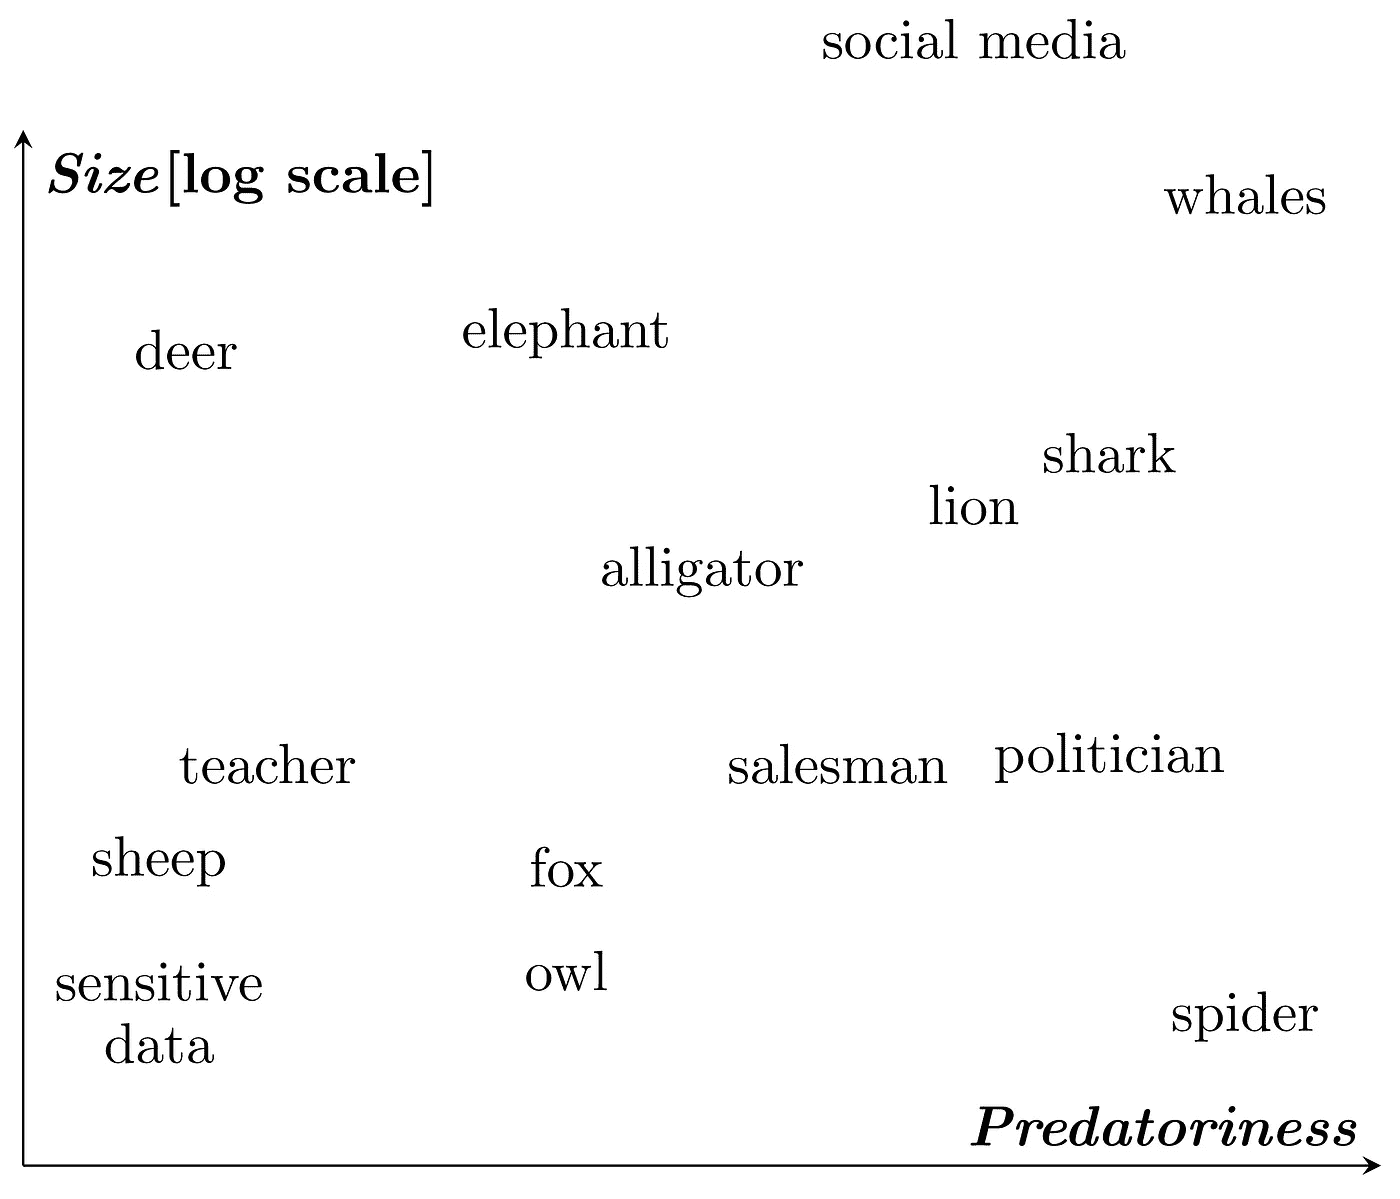 social media
Size[log scale]
whales
elephant
deer
shark
lion
alligator
politician
teacher
salesman
sheep
fox
owl
sensitive
data
spider
Predatoriness